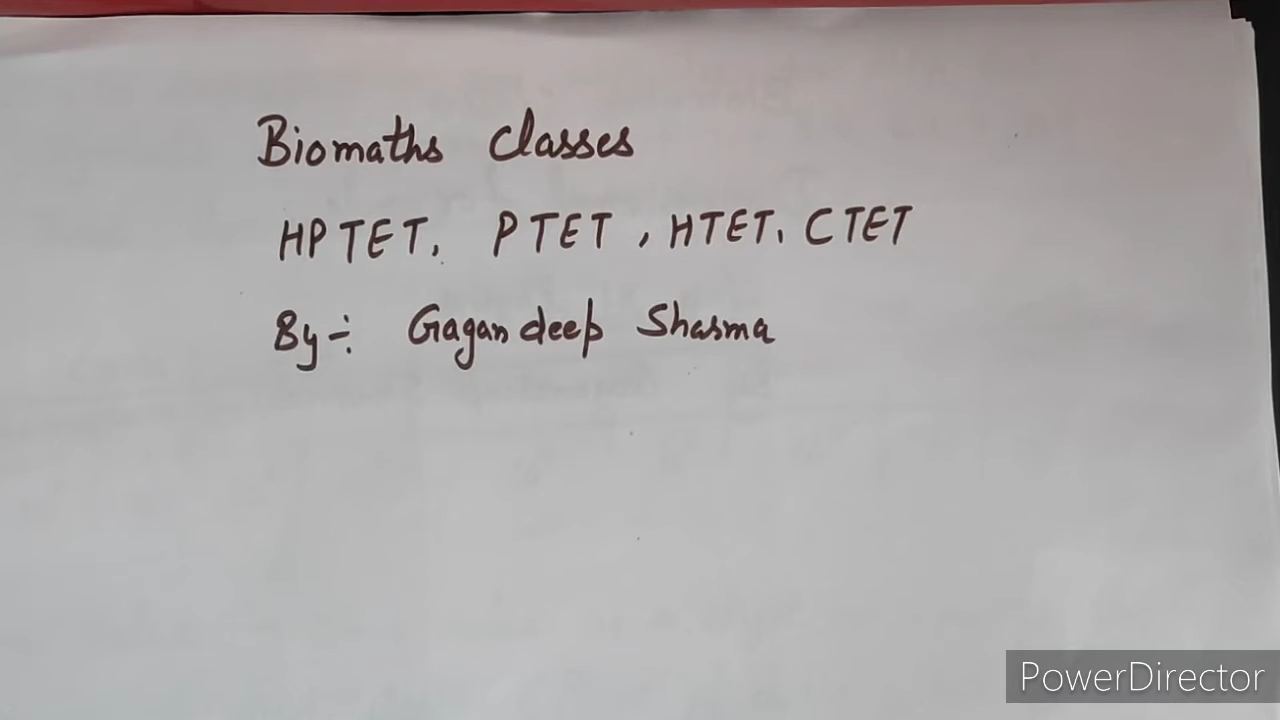 Biomaths Classes
HPTET, PTET, HTET, CTET
By :- Gagandeep Sharma
PowerDirector